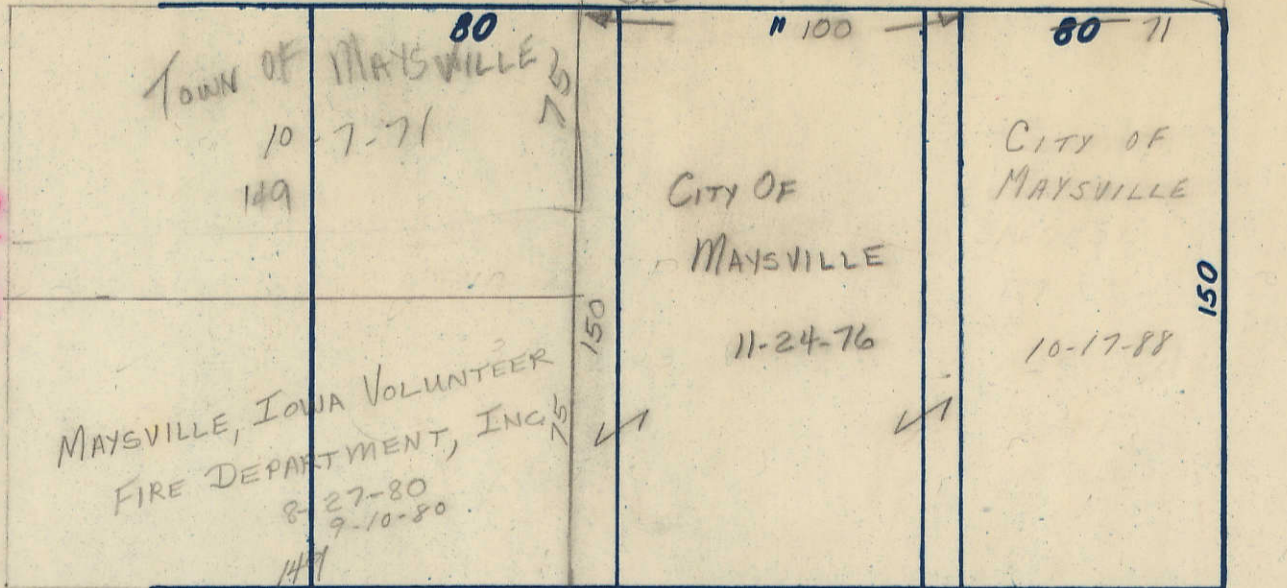 80
" 100
80 71
TOWN OF MAYSVILLE
10-7-71
149
75
CITY OF
MAYSVILLE
11-24-76
CITY OF
MAYSVILLE
10-17-88
150
150
MAYSVILLE, IOWA VOLUNTEER
FIRE DEPARTMENT, INC
8-27-80
9-10-80
149
75